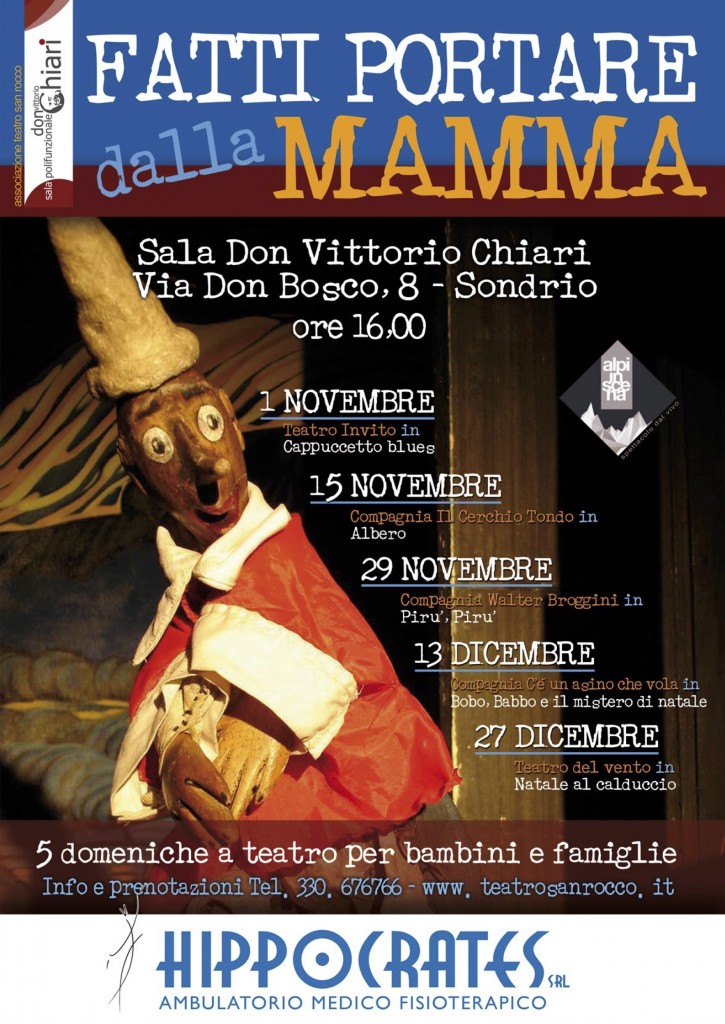 associazione teatro san rocco
sala polifunzionale
don vittorio
Chiari
FATTI PORTARE
dalla MAMMA
Sala Don Vittorio Chiari
Via Don Bosco, 8 - Sondrio
ore 16,00
alpi
in
sce
na
spettacolo dal vivo
1 NOVEMBRE
Teatro Invito in
Cappuccetto blues
15 NOVEMBRE
Compagnia Il Cerchio Tondo in
Albero
29 NOVEMBRE
Compagnia Walter Broggini in
Piru', Piru'
13 DICEMBRE
Compagnia C'é un asino che vola in
Bobo, Babbo e il mistero di natale
27 DICEMBRE
Teatro del vento in
Natale al calduccio
5 domeniche a teatro per bambini e famiglie
Info e prenotazioni Tel. 330. 676766 - www. teatrosanrocco. it
HIPPOCRATES SRL
AMBULATORIO MEDICO FISIOTERAPICO